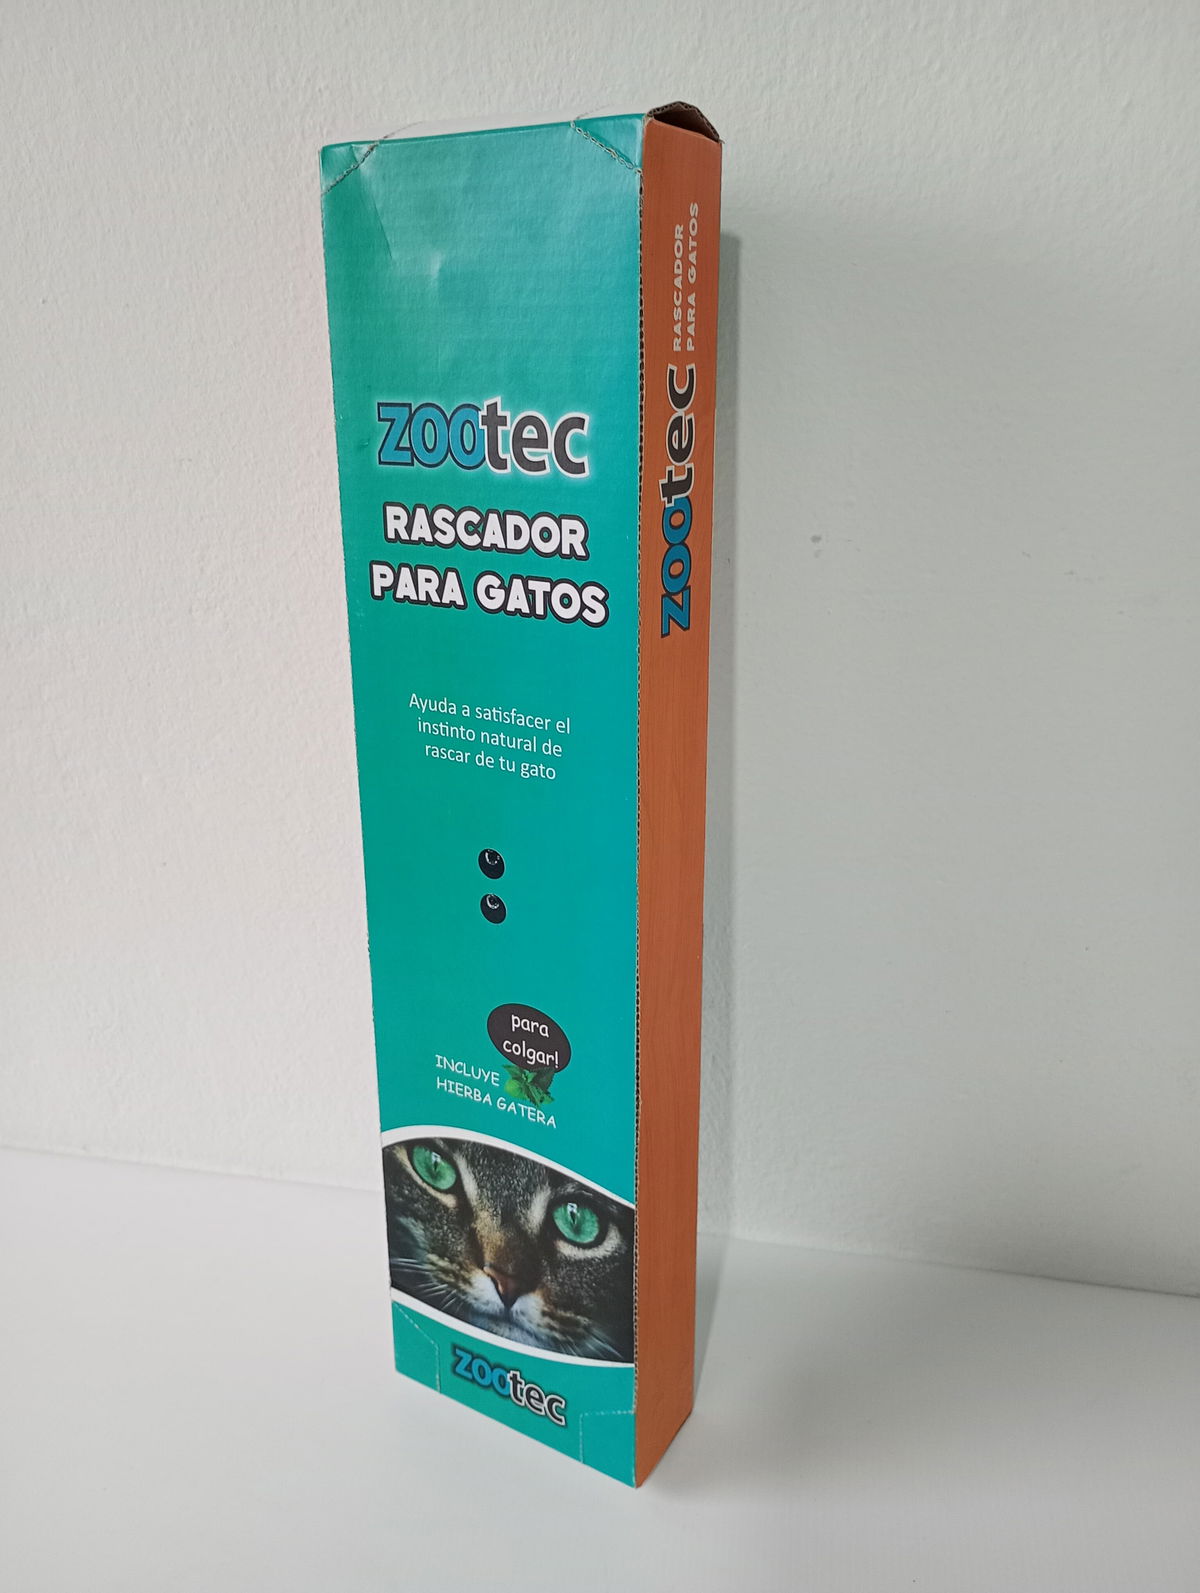 zootec
RASCADOR
PARA GATOS
Ayuda a satisfacer el
instinto natural de
rascar de tu gato
para
colgar!
INCLUYE
HIERBA GATERA
zootec
zootec
RASCADOR
PARA GATOS